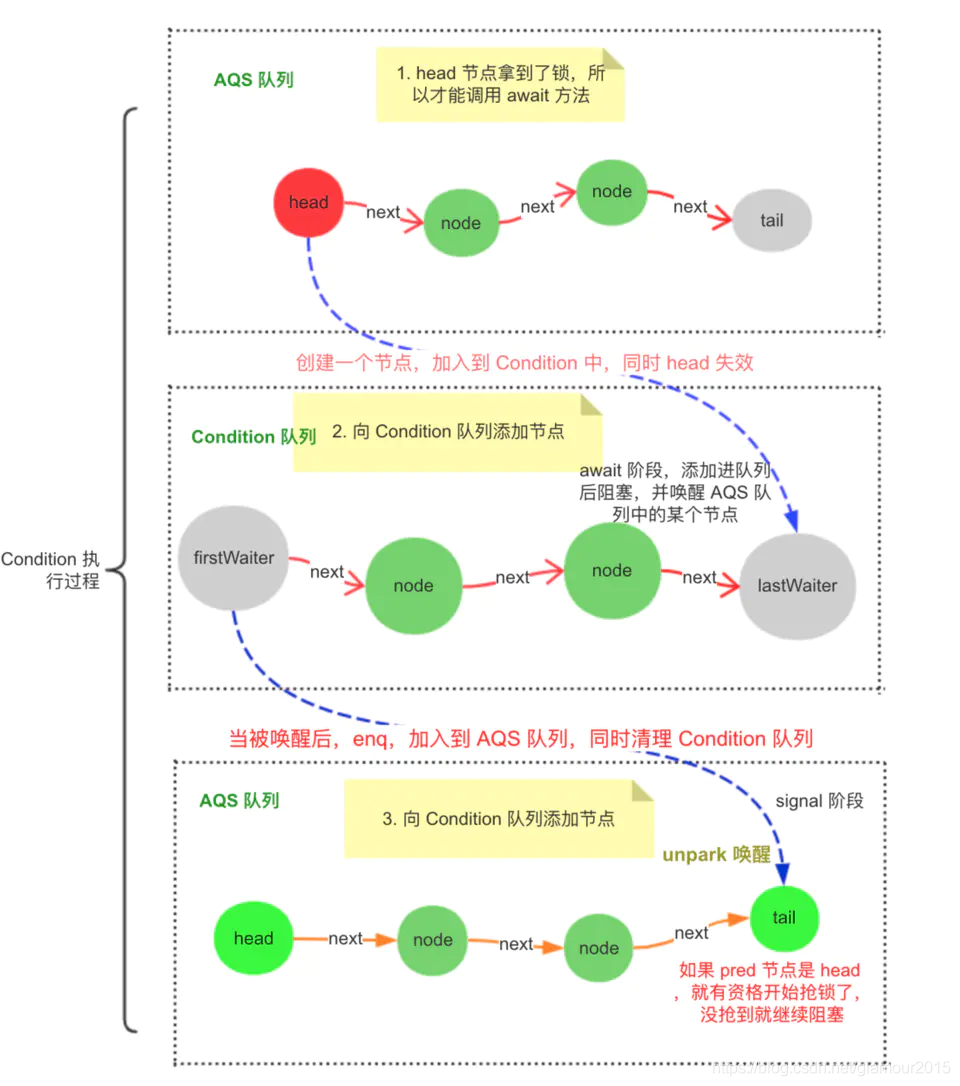 AQS 队列
1. head 节点拿到了锁，所
以才能调用 await 方法
head
next
node
next
node
next
tail
创建一个节点，加入到 Condition 中，同时 head 失效
Condition 队列
2. 向 Condition 队列添加节点
await 阶段，添加进队列
后阻塞，并唤醒 AQS 队
列中的某个节点
Condition 执
行过程
firstWaiter
next
node
next
node
next
lastWaiter
当被唤醒后，enq，加入到 AQS 队列，同时清理 Condition 队列
AQS 队列
3. 向 Condition 队列添加节点
signal 阶段
unpark 唤醒
head
next
node
next
node
next
tail
如果 pred 节点是 head
，就有资格开始抢锁了，
没抢到就继续阻塞
https://blog.csdn.net/glamour2015